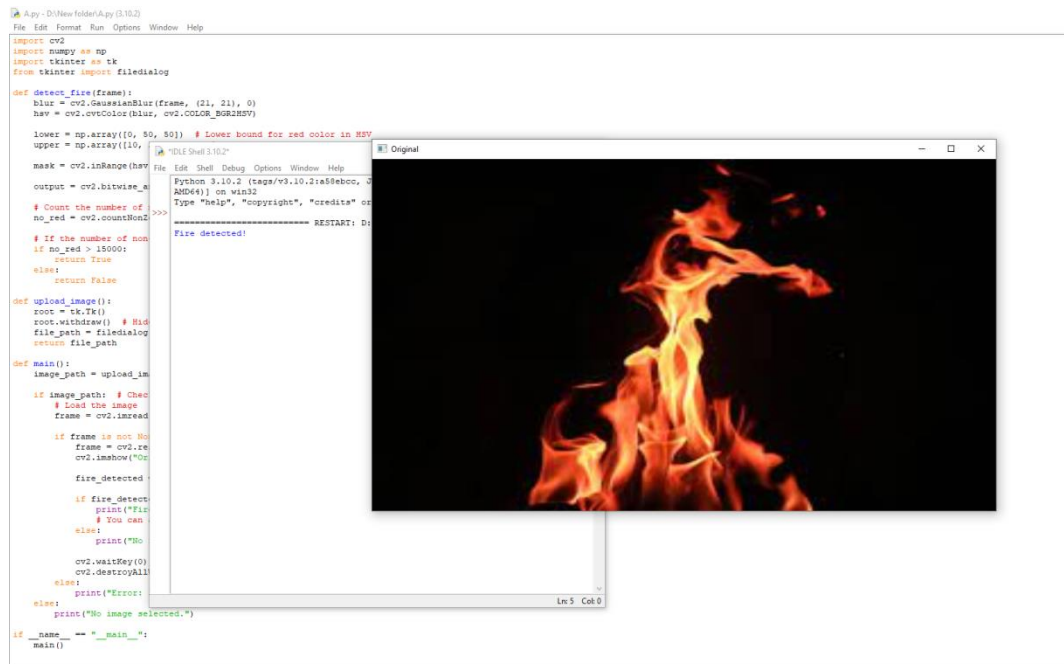 A.py - D:\New folder\A.py (3.10.2)
File Edit Format Run Options Window Help
import cv2
import numpy as np
import tkinter as tk
from tkinter import filedialog
def detect_fire(frame):
blur = cv2.GaussianBlur(frame, (21, 21), 0)
hsv = cv2.cvtColor(blur, cv2.COLOR_BGR2HSV)
lower = np.array([0, 50, 50]) # Lower bound for red color in HSV
upper = np.array([10,
mask = cv2.inRange(hsv
output = cv2.bitwise_a
# Count the number of
no_red = cv2.countNonZ
# If the number of non
if no_red > 15000:
return True
else:
return False
def upload_image():
root = tk.Tk()
root.withdraw() # Hid
file_path = filedialog
return file_path
def main():
image_path = upload_im
if image_path: # Chec
# Load the image
frame = cv2.imread
if frame is not No
frame = cv2.re
cv2.imshow("Or
fire_detected
if fire_detect
print("Fir
# You can
else:
print("No
cv2.waitKey(0)
cv2.destroyAll
else:
print("Error:
else:
print("No image selected.")
if __name__ == "__main__":
main()
*IDLE Shell 3.10.2*
File Edit Shell Debug Options Window Help
Python 3.10.2 (tags/v3.10.2:a58ebcc, J
AMD64)] on win32
Type "help", "copyright", "credits" or
>>>
========================== RESTART: D:
Fire detected!
Ln: 5 Col: 0
Original